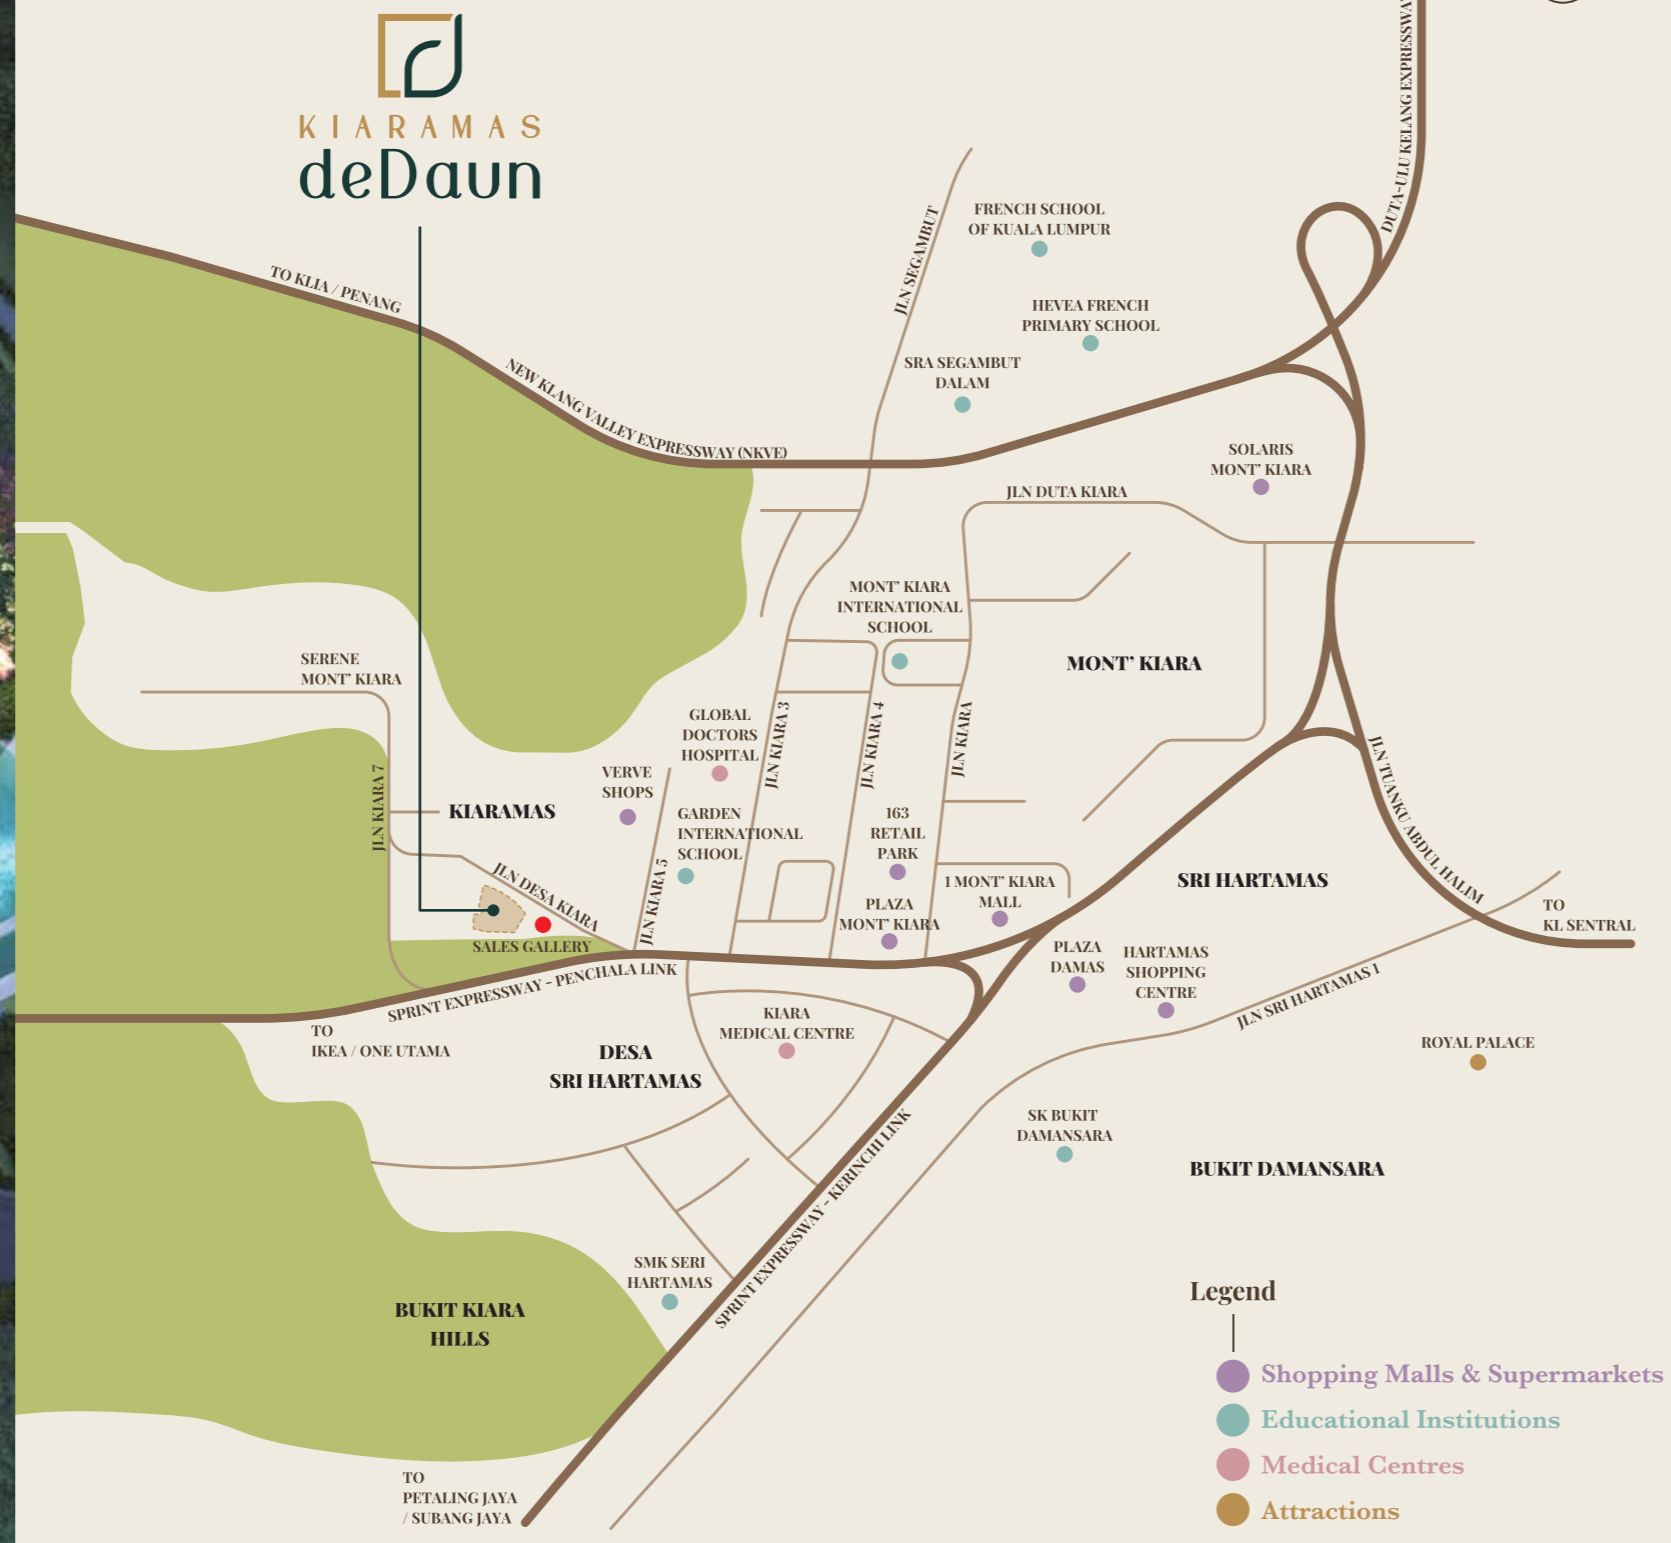 KIARAMAS
deDaun
DUTA-ULU KELANG EXPRESSWAY
TO KLIA / PENANG
NEW KLANG VALLEY EXPRESSWAY (NKVE)
JLN SEGAMBUT
FRENCH SCHOOL
OF KUALA LUMPUR
HEVEA FRENCH
PRIMARY SCHOOL
SRA SEGAMBUT
DALAM
SOLARIS
MONT' KIARA
JLN DUTA KIARA
MONT' KIARA
INTERNATIONAL
SCHOOL
MONT' KIARA
SERENE
MONT' KIARA
GLOBAL
DOCTORS
HOSPITAL
JLN KIARA 3
JLN KIARA 4
JLN KIARA
JLN KIARA 7
KIARAMAS
VERVE
SHOPS
GARDEN
INTERNATIONAL
SCHOOL
163
RETAIL
PARK
JLN TUANKU ABDUL HALIM
JLN DESA KIARA
JLN KIARA 5
1 MONT' KIARA
MALL
PLAZA
MONT' KIARA
SRI HARTAMAS
TO
KL SENTRAL
SALES GALLERY
SPRINT EXPRESSWAY - PENCHALA LINK
PLAZA
DAMAS
HARTAMAS
SHOPPING
CENTRE
JLN SRI HARTAMAS 1
TO
IKEA / ONE UTAMA
KIARA
MEDICAL CENTRE
DESA
SRI HARTAMAS
ROYAL PALACE
SK BUKIT
DAMANSARA
BUKIT DAMANSARA
SPRINT EXPRESSWAY - KERINCHI LINK
SMK SERI
HARTAMAS
BUKIT KIARA
HILLS
TO
PETALING JAYA
/ SUBANG JAYA
Legend
Shopping Malls & Supermarkets
Educational Institutions
Medical Centres
Attractions